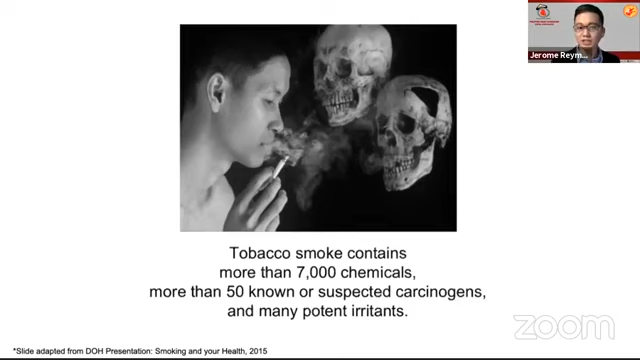 Jerome Reym...
Tobacco smoke contains
more than 7,000 chemicals,
more than 50 known or suspected carcinogens,
and many potent irritants.
zoom
*Slide adapted from DOH Presentation: Smoking and your Health, 2015